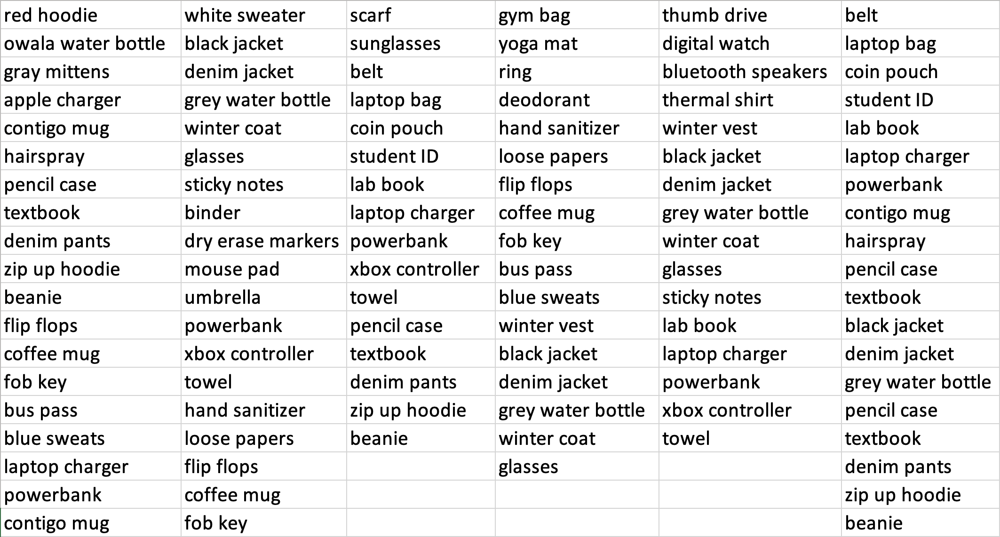 red hoodie white sweater scarf gym bag thumb drive belt
owala water bottle black jacket sunglasses yoga mat digital watch laptop bag
gray mittens denim jacket belt ring bluetooth speakers coin pouch
apple charger grey water bottle laptop bag deodorant thermal shirt student ID
contigo mug winter coat coin pouch hand sanitizer winter vest lab book
hairspray glasses student ID loose papers black jacket laptop charger
pencil case sticky notes lab book flip flops denim jacket powerbank
textbook binder laptop charger coffee mug grey water bottle contigo mug
denim pants dry erase markers powerbank fob key winter coat hairspray
zip up hoodie mouse pad xbox controller bus pass glasses pencil case
beanie umbrella towel blue sweats sticky notes textbook
flip flops powerbank pencil case winter vest lab book black jacket
coffee mug xbox controller textbook black jacket laptop charger denim jacket
fob key towel denim pants denim jacket powerbank grey water bottle
bus pass hand sanitizer zip up hoodie grey water bottle xbox controller pencil case
blue sweats loose papers beanie winter coat towel textbook
laptop charger flip flops glasses denim pants
powerbank coffee mug zip up hoodie
contigo mug fob key beanie